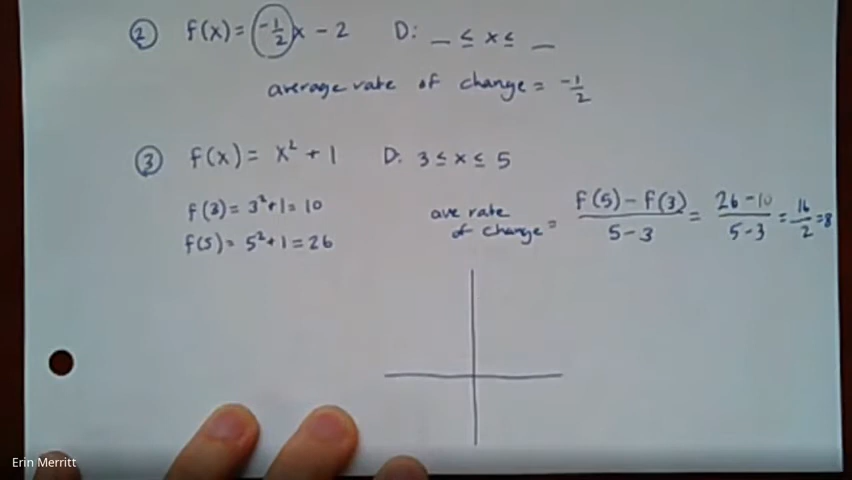 ② f(x) = -1/2 x - 2 D: _ ≤ x ≤ _
average rate of change = -1/2
③ f(x) = x² + 1 D: 3 ≤ x ≤ 5
f(3) = 3² + 1 = 10
f(5) = 5² + 1 = 26
ave rate
of change = f(5) - f(3) / 5 - 3 = 26 - 10 / 5 - 3 = 16 / 2 = 8
Erin Merritt